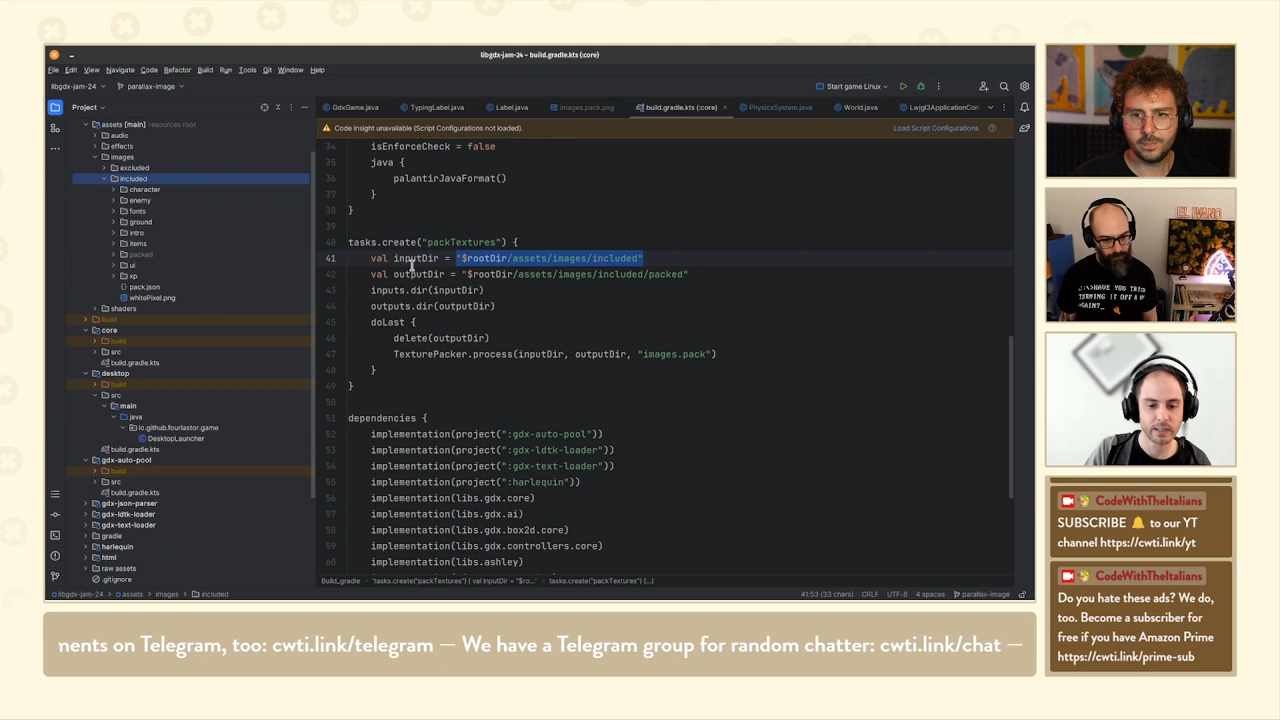 libgdx-jam-24 – build.gradle.kts (:core)
File Edit View Navigate Code Refactor Build Run Tools Git Window Help
libgdx-jam-24
parallax-image
Start game Linux
Project
assets [main] resources root
audio
effects
images
excluded
included
character
enemy
fonts
ground
intro
items
packed
ui
xp
pack.json
whitePixel.png
shaders
build
core
build
src
build.gradle.kts
desktop
build
src
main
java
io.github.fourlastor.game
DesktopLauncher
build.gradle.kts
gdx-auto-pool
build
src
build.gradle.kts
gdx-json-parser
gdx-ldtk-loader
gdx-text-loader
gradle
harlequin
html
raw assets
.gitignore
GdxGame.java
TypingLabel.java
Label.java
images.pack.png
build.gradle.kts (:core)
PhysicsSystem.java
World.java
Lwjgl3ApplicationCor
Code insight unavailable (Script Configurations not loaded).
Load Script Configurations
34
35
36
37
38
39
40
41
42
43
44
45
46
47
48
49
50
51
52
53
54
55
56
57
58
59
60
isEnforceCheck = false
java {
palantirJavaFormat()
}
}
tasks.create("packTextures") {
val inputDir = "$rootDir/assets/images/included"
val outputDir = "$rootDir/assets/images/included/packed"
inputs.dir(inputDir)
outputs.dir(outputDir)
doLast {
delete(outputDir)
TexturePacker.process(inputDir, outputDir, "images.pack")
}
}
dependencies {
implementation(project(":gdx-auto-pool"))
implementation(project(":gdx-ldtk-loader"))
implementation(project(":gdx-text-loader"))
implementation(project(":harlequin"))
implementation(libs.gdx.core)
implementation(libs.gdx.ai)
implementation(libs.gdx.box2d.core)
implementation(libs.gdx.controllers.core)
implementation(libs.ashley)
Build_gradle
'tasks.create("packTextures") { val inputDir = "$ro...'
tasks.create("packTextures") {...}
libgdx-jam-24
assets
images
included
41:53 (33 chars)
CRLF
UTF-8
4 spaces
parallax-image
nents on Telegram, too: cwti.link/telegram — We have a Telegram group for random chatter: cwti.link/chat —
EL IVANO
HAVE YOU TRIED
TURNING IT OFF &
AGAIN?
CodeWithTheItalians
SUBSCRIBE 🔔 to our YT
channel https://cwti.link/yt
CodeWithTheItalians
Do you hate these ads? We do,
too. Become a subscriber for
free if you have Amazon Prime
https://cwti.link/prime-sub